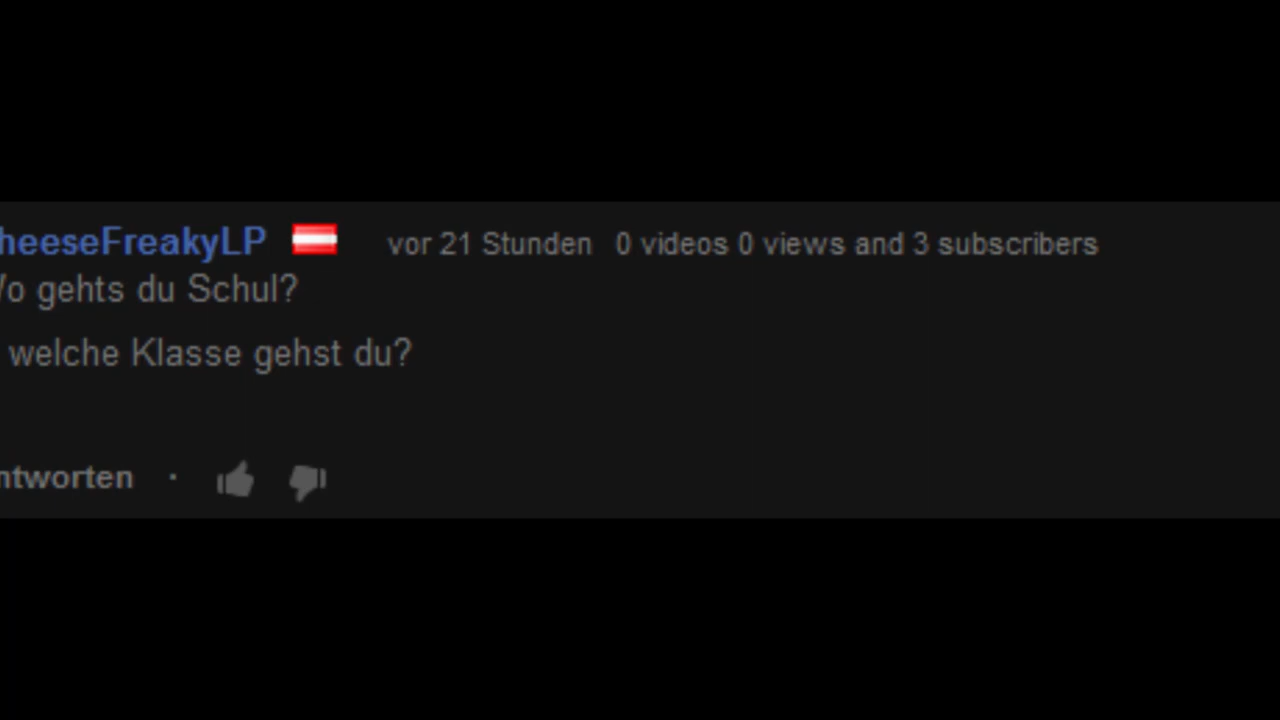 heeseFreakyLP vor 21 Stunden 0 videos 0 views and 3 subscribers
Wo gehts du Schul?
welche Klasse gehst du?
ntworten ·